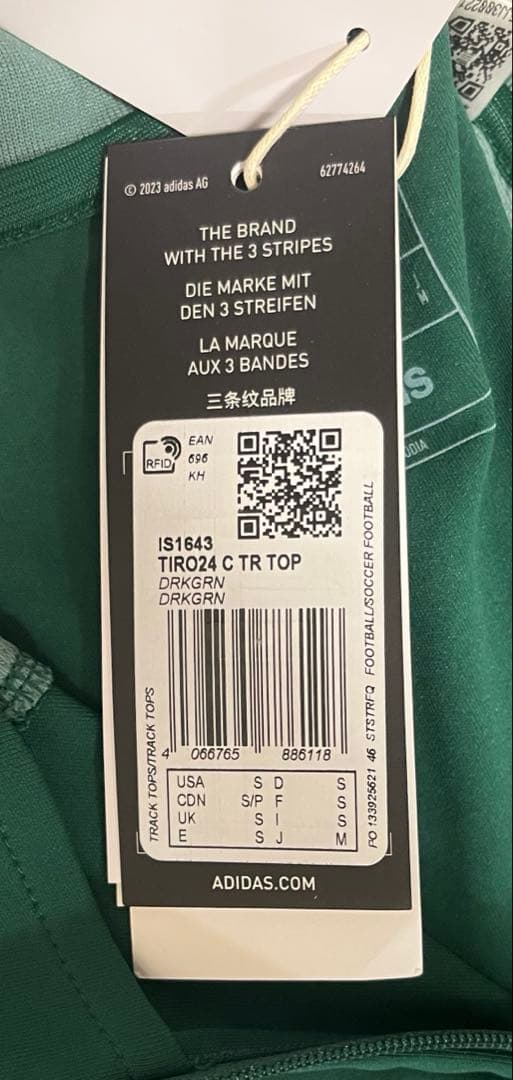 © 2023 adidas AG
62774264
THE BRAND
WITH THE 3 STRIPES
DIE MARKE MIT
DEN 3 STREIFEN
LA MARQUE
AUX 3 BANDES
三条纹品牌
RFID
EAN
696
KH
IS1643
TIRO24 C TR TOP
DRKGRN
DRKGRN
TRACK TOPS/TRACK TOPS
PO 133925621 46 STSTRFQ FOOTBALL/SOCCER FOOTBALL
4 066765 886118
USA S D S
CDN S/P F S
UK S I S
E S J M
ADIDAS.COM
J
M